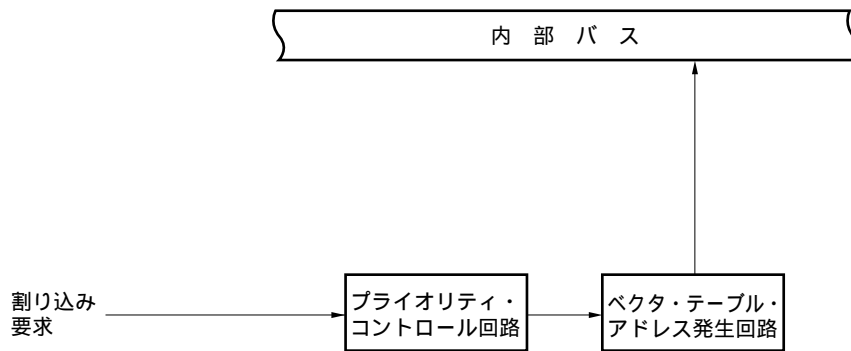 内 部 バ ス
割り込み
要求
プライオリティ・
コントロール回路
ベクタ・テーブル・
アドレス発生回路